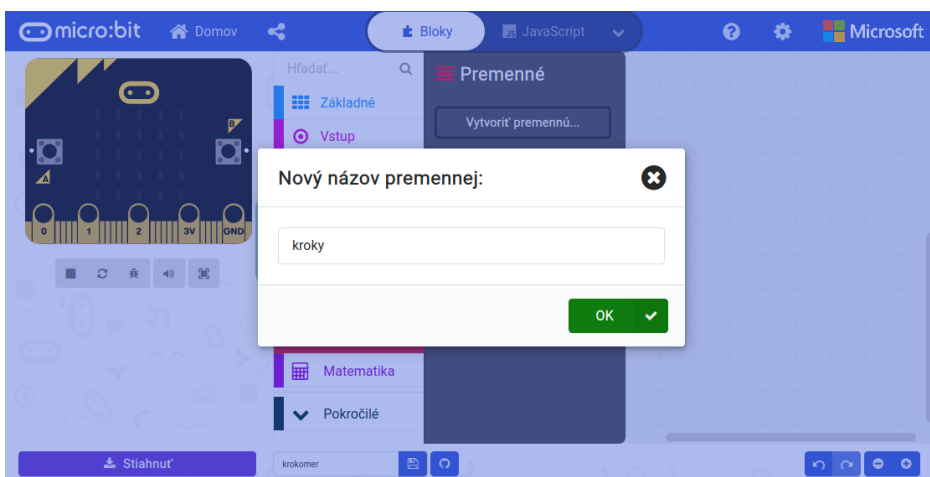 micro:bit
Domov
Bloky
JavaScript
Microsoft
Hľadať...
Základné
Vstup
Premenné
Vytvoriť premennú...
B
A
0 1 2 3V GND
Nový názov premennej:
kroky
OK
Matematika
Pokročilé
Stiahnuť
krokomer